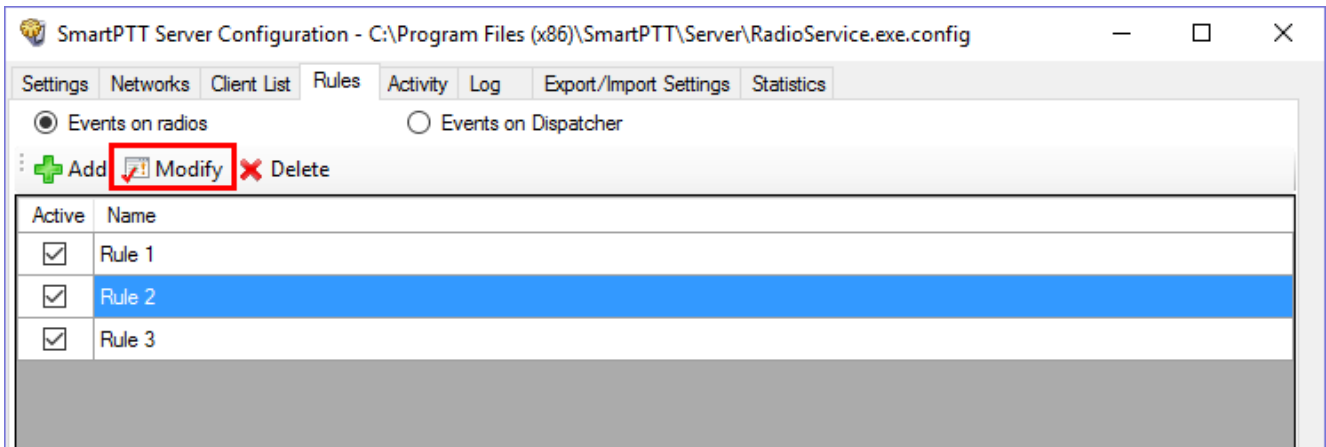 SmartPTT Server Configuration - C:\Program Files (x86)\SmartPTT\Server\RadioService.exe.config
Settings Networks Client List Rules Activity Log Export/Import Settings Statistics
Events on radios Events on Dispatcher
Add Modify Delete
Active Name
Rule 1
Rule 2
Rule 3